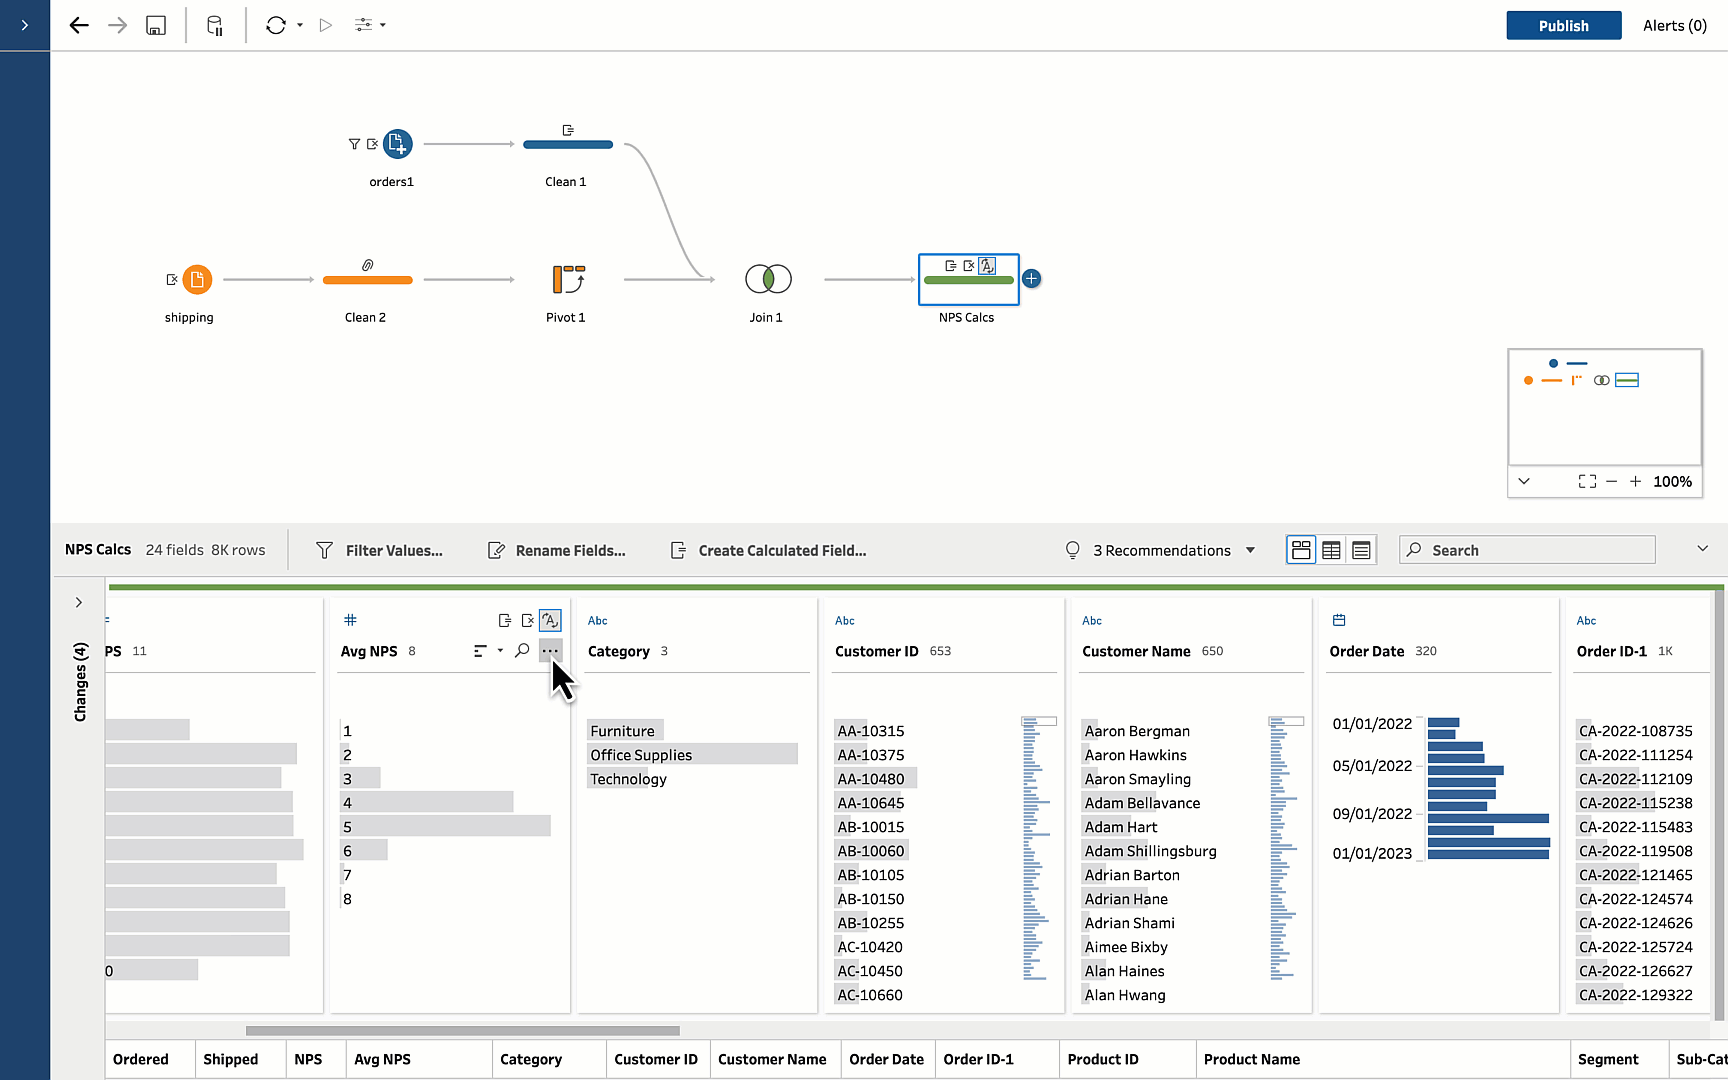 Publish
Alerts (0)
orders1
Clean 1
shipping
Clean 2
Pivot 1
Join 1
NPS Calcs
100%
NPS Calcs 24 fields 8K rows
Filter Values...
Rename Fields...
Create Calculated Field...
3 Recommendations
Search
Changes (4)
PS 11
#
Avg NPS 8
1
2
3
4
5
6
7
8
0
Abc
Category 3
Furniture
Office Supplies
Technology
Abc
Customer ID 653
AA-10315
AA-10375
AA-10480
AA-10645
AB-10015
AB-10060
AB-10105
AB-10150
AB-10255
AC-10420
AC-10450
AC-10660
Abc
Customer Name 650
Aaron Bergman
Aaron Hawkins
Aaron Smayling
Adam Bellavance
Adam Hart
Adam Shillingsburg
Adrian Barton
Adrian Hane
Adrian Shami
Aimee Bixby
Alan Haines
Alan Hwang
Order Date 320
01/01/2022
05/01/2022
09/01/2022
01/01/2023
Abc
Order ID-1 1K
CA-2022-108735
CA-2022-111254
CA-2022-112109
CA-2022-115238
CA-2022-115483
CA-2022-119508
CA-2022-121465
CA-2022-124574
CA-2022-124626
CA-2022-125724
CA-2022-126627
CA-2022-129322
Ordered Shipped NPS Avg NPS Category Customer ID Customer Name Order Date Order ID-1 Product ID Product Name Segment Sub-Cat